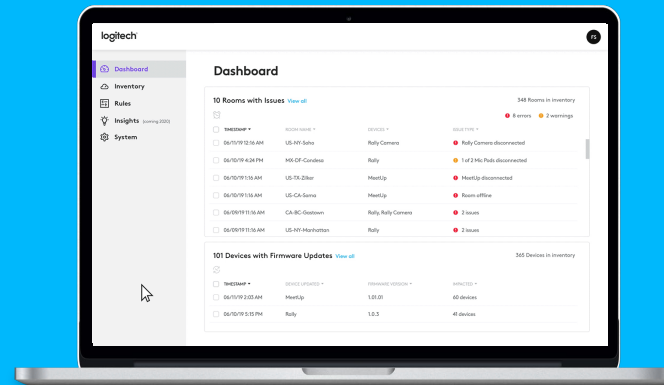 logitech
FS
Dashboard
Inventory
Rules
Insights (coming 2020)
System
Dashboard
10 Rooms with Issues View all 348 Rooms in inventory
8 errors 2 warnings
TIMESTAMP ROOM NAME DEVICES ISSUE TYPE
06/11/19 12:16 AM US-NY-Soho Rally Camera Rally Camera disconnected
06/10/19 4:24 PM MX-DF-Condesa Rally 1 of 2 Mic Pods disconnected
06/10/19 1:16 AM US-TX-Zilker MeetUp MeetUp disconnected
06/10/19 1:16 AM US-CA-Soma MeetUp Room offline
06/09/19 11:16 AM CA-BC-Gastown Rally, Rally Camera 2 issues
06/09/19 11:16 AM US-NY-Manhattan Rally 2 issues
101 Devices with Firmware Updates View all 365 Devices in inventory
TIMESTAMP DEVICE UPDATES FIRMWARE VERSION IMPACTED
06/11/19 2:03 AM MeetUp 1.01.01 60 devices
06/10/19 5:15 PM Rally 1.0.3 41 devices